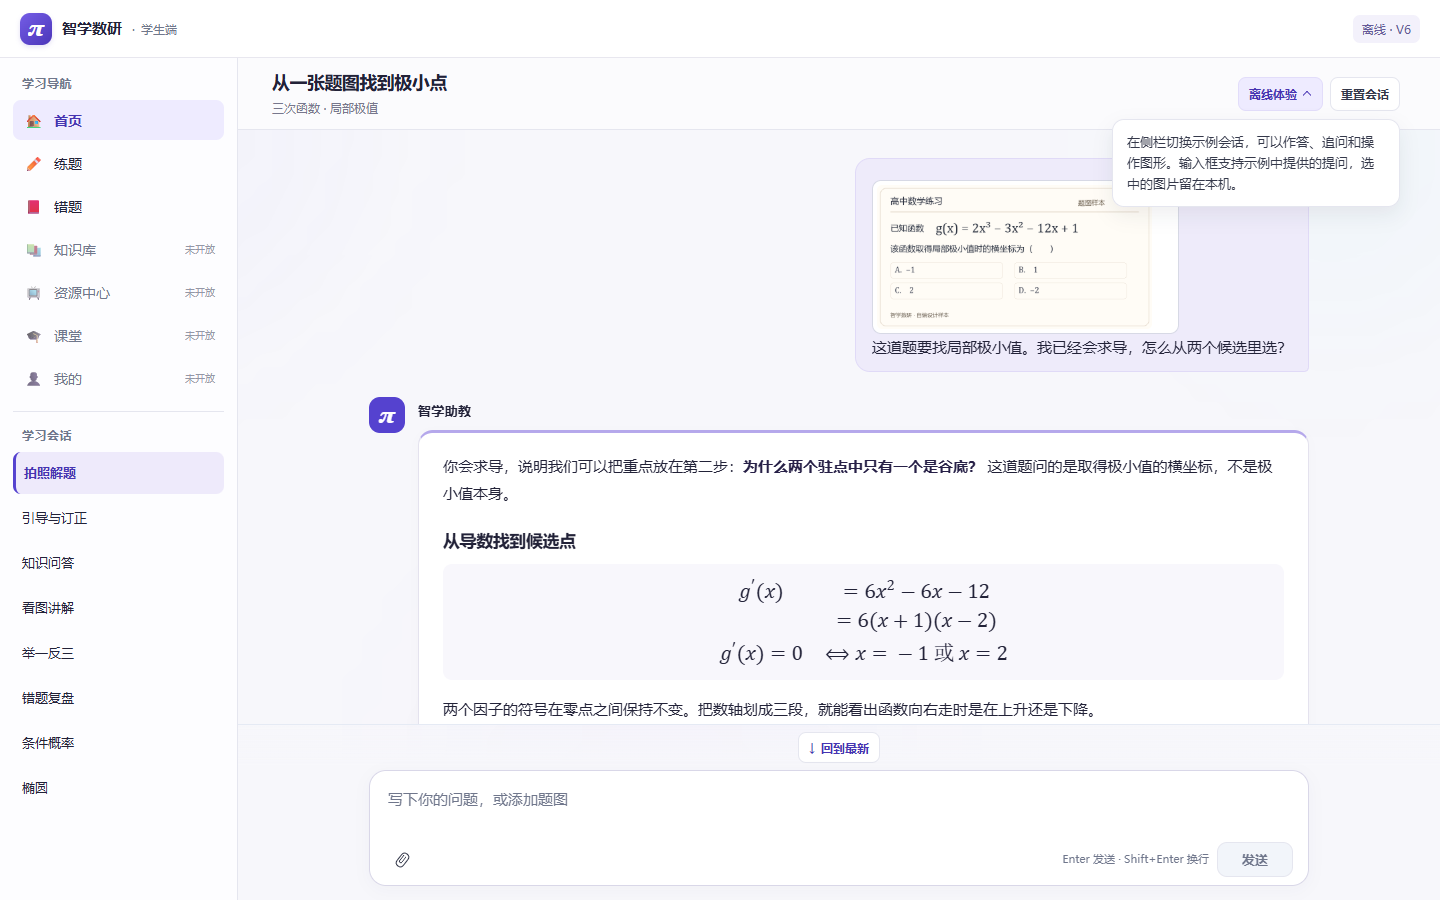 π 智学数研 · 学生端
离线 · V6
学习导航
首页
练题
错题
知识库 未开放
资源中心 未开放
课堂 未开放
我的 未开放
学习会话
拍照解题
引导与订正
知识问答
看图讲解
举一反三
错题复盘
条件概率
椭圆
从一张题图找到极小点
三次函数 · 局部极值
离线体验
重置会话
在侧栏切换示例会话，可以作答、追问和操
作图形。输入框支持示例中提供的提问，选
中的图片留在本机。
高中数学练习
题图样本
已知函数 g(x) = 2x³ − 3x² − 12x + 1
该函数取得局部极小值时的横坐标为（　　）
A. −1
B. 1
C. 2
D. −2
智学数研 · 自编设计样本
这道题要找局部极小值。我已经会求导，怎么从两个候选里选？
π 智学助教
你会求导，说明我们可以把重点放在第二步：为什么两个驻点中只有一个是谷底？ 这道题问的是取得极小值的横坐标，不是极
小值本身。
从导数找到候选点
g′(x) = 6x² − 6x − 12
= 6(x + 1)(x − 2)
g′(x) = 0 ⟺ x = −1 或 x = 2
两个因子的符号在零点之间保持不变。把数轴划成三段，就能看出函数向右走时是在上升还是下降。
↓ 回到最新
写下你的问题，或添加题图
Enter 发送 · Shift+Enter 换行
发送